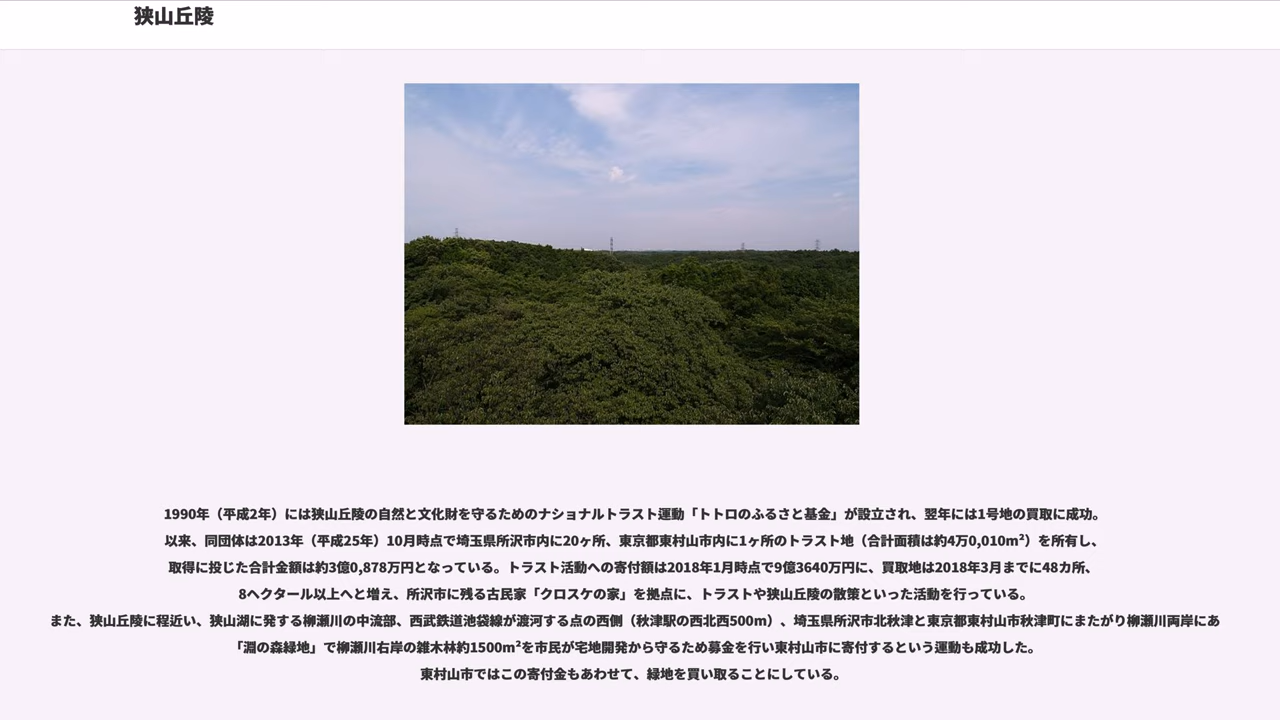 狭山丘陵
1990年（平成2年）には狭山丘陵の自然と文化財を守るためのナショナルトラスト運動「トトロのふるさと基金」が設立され、翌年には1号地の買取に成功。
以来、同団体は2013年（平成25年）10月時点で埼玉県所沢市内に20ヶ所、東京都東村山市内に1ヶ所のトラスト地（合計面積は約4万0,010m²）を所有し、
取得に投じた合計金額は約3億0,878万円となっている。トラスト活動への寄付額は2018年1月時点で9億3640万円に、買取地は2018年3月までに48カ所、
8ヘクタール以上へと増え、所沢市に残る古民家「クロスケの家」を拠点に、トラストや狭山丘陵の散策といった活動を行っている。
また、狭山丘陵に程近い、狭山湖に発する柳瀬川の中流部、西武鉄道池袋線が渡河する点の西側（秋津駅の西北西500m）、埼玉県所沢市北秋津と東京都東村山市秋津町にまたがり柳瀬川両岸にあ
「淵の森緑地」で柳瀬川右岸の雑木林約1500m²を市民が宅地開発から守るため募金を行い東村山市に寄付するという運動も成功した。
東村山市ではこの寄付金もあわせて、緑地を買い取ることにしている。